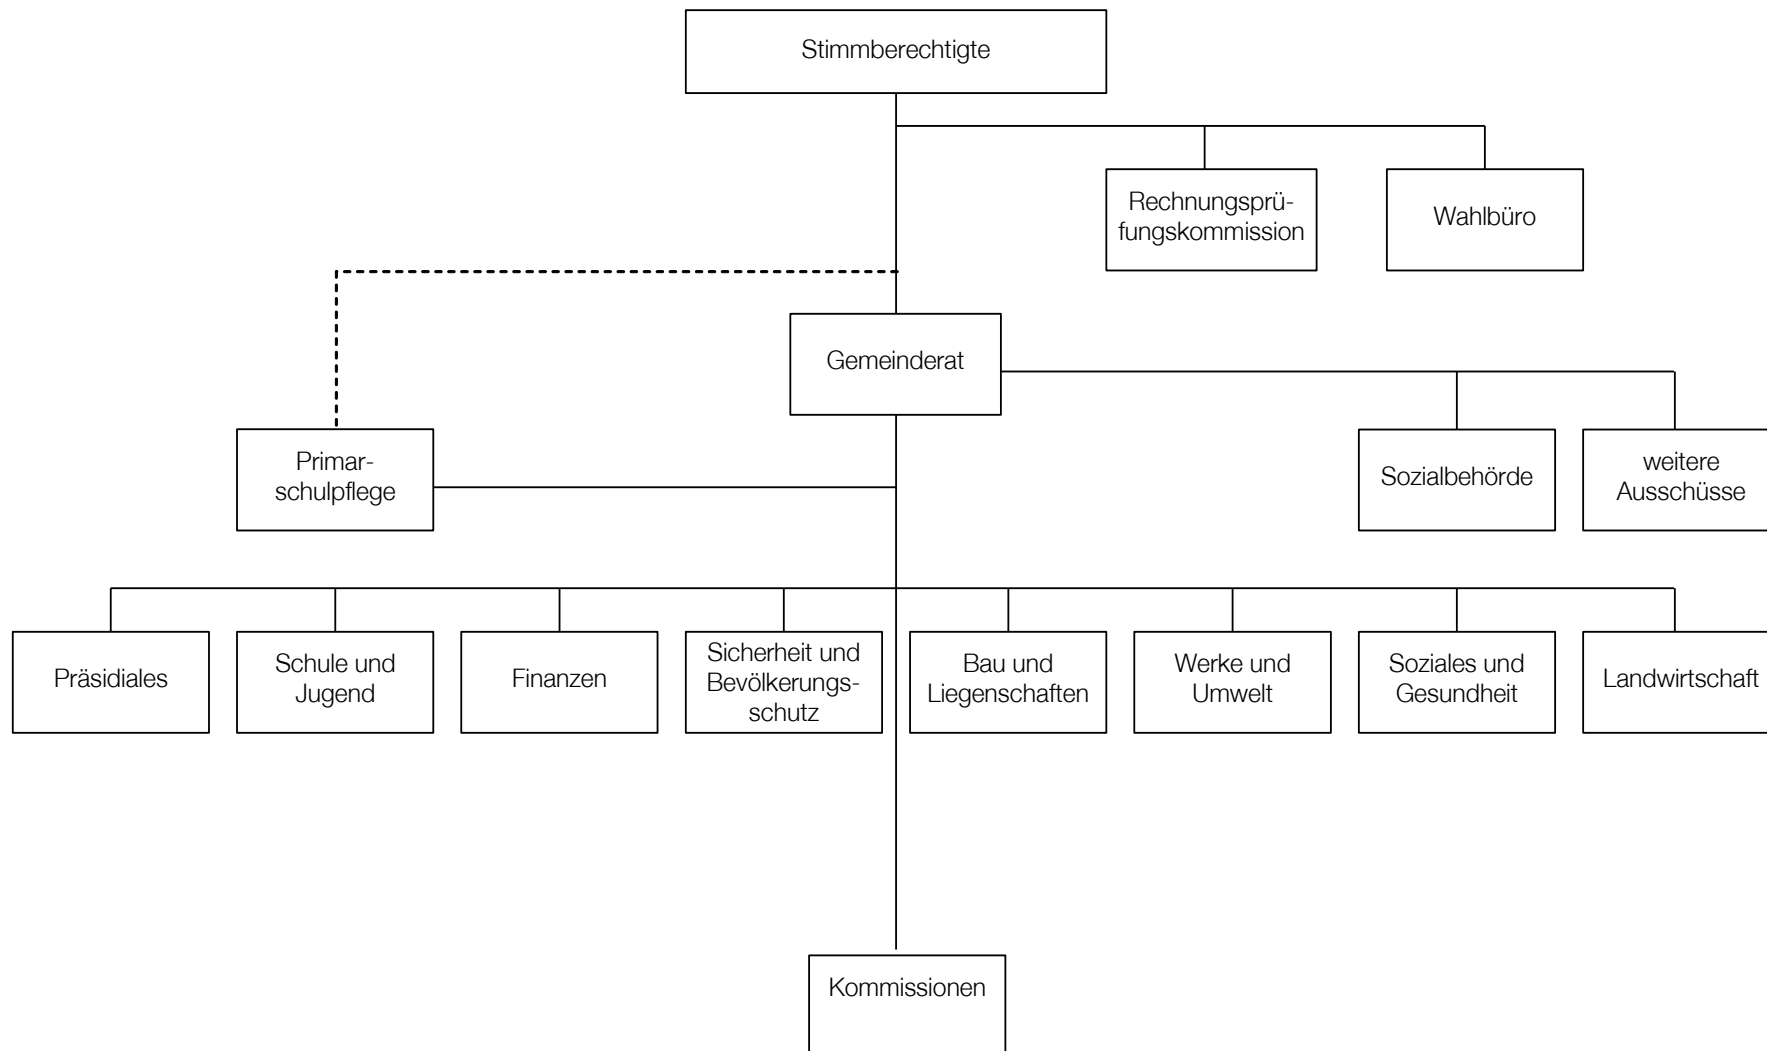 Stimmberechtigte
Rechnungsprü-
fungskommission
Wahlbüro
Gemeinderat
Primar-
schulpflege
Sozialbehörde
weitere
Ausschüsse
Präsidiales
Schule und
Jugend
Finanzen
Sicherheit und
Bevölkerungs-
schutz
Bau und
Liegenschaften
Werke und
Umwelt
Soziales und
Gesundheit
Landwirtschaft
Kommissionen